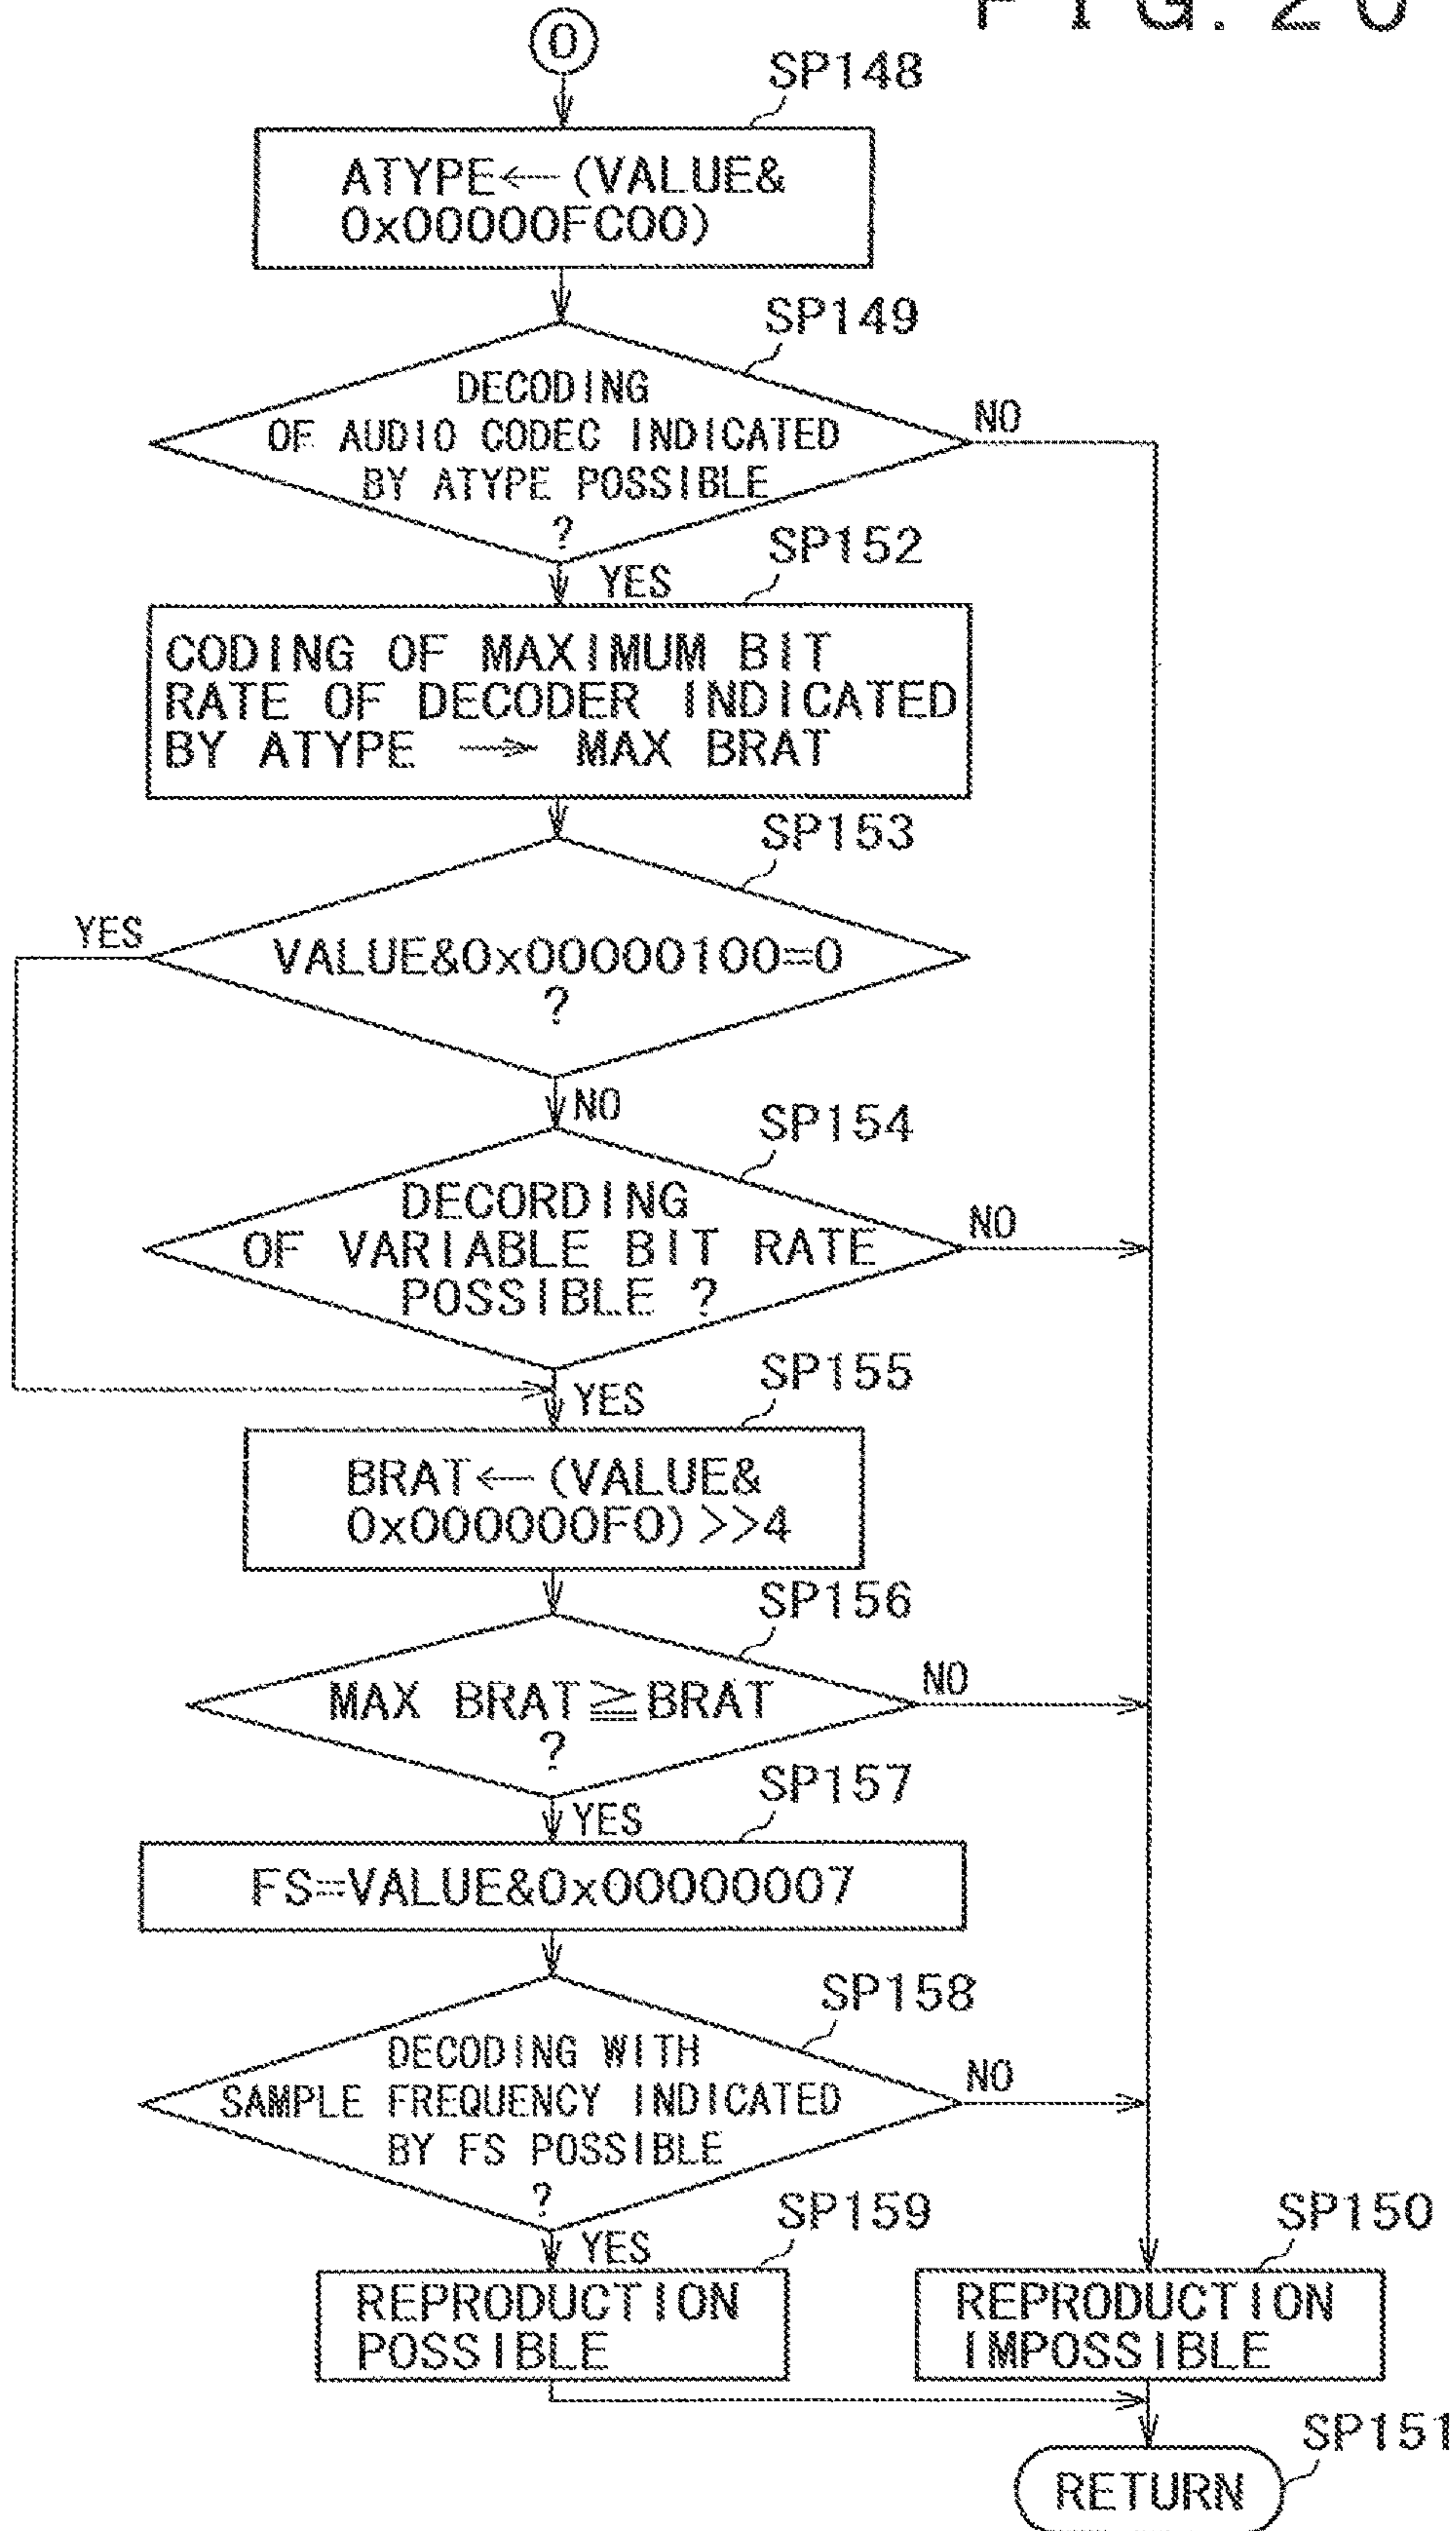 FIG. 20
0
SP148
ATYPE←(VALUE&
0x00000FC00)
SP149
DECODING
OF AUDIO CODEC INDICATED
BY ATYPE POSSIBLE
?
NO
YES
SP152
CODING OF MAXIMUM BIT
RATE OF DECODER INDICATED
BY ATYPE → MAX BRAT
SP153
YES
VALUE&0x00000100=0
?
NO
SP154
DECORDING
OF VARIABLE BIT RATE
POSSIBLE ?
NO
YES
SP155
BRAT←(VALUE&
0x000000F0)>>4
SP156
MAX BRAT≧BRAT
?
NO
YES
SP157
FS=VALUE&0x00000007
SP158
DECODING WITH
SAMPLE FREQUENCY INDICATED
BY FS POSSIBLE
?
NO
YES
SP159
REPRODUCTION
POSSIBLE
SP150
REPRODUCTION
IMPOSSIBLE
SP151
RETURN